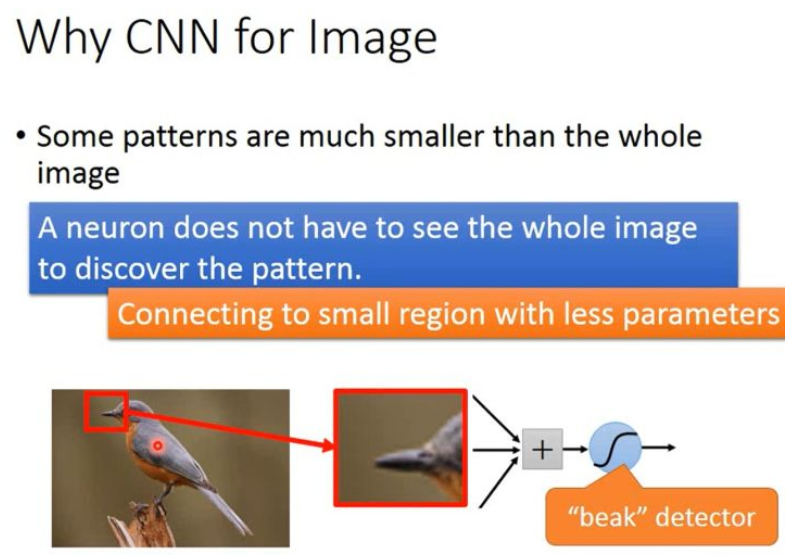 Why CNN for Image
• Some patterns are much smaller than the whole
image
A neuron does not have to see the whole image
to discover the pattern.
Connecting to small region with less parameters
+
“beak” detector